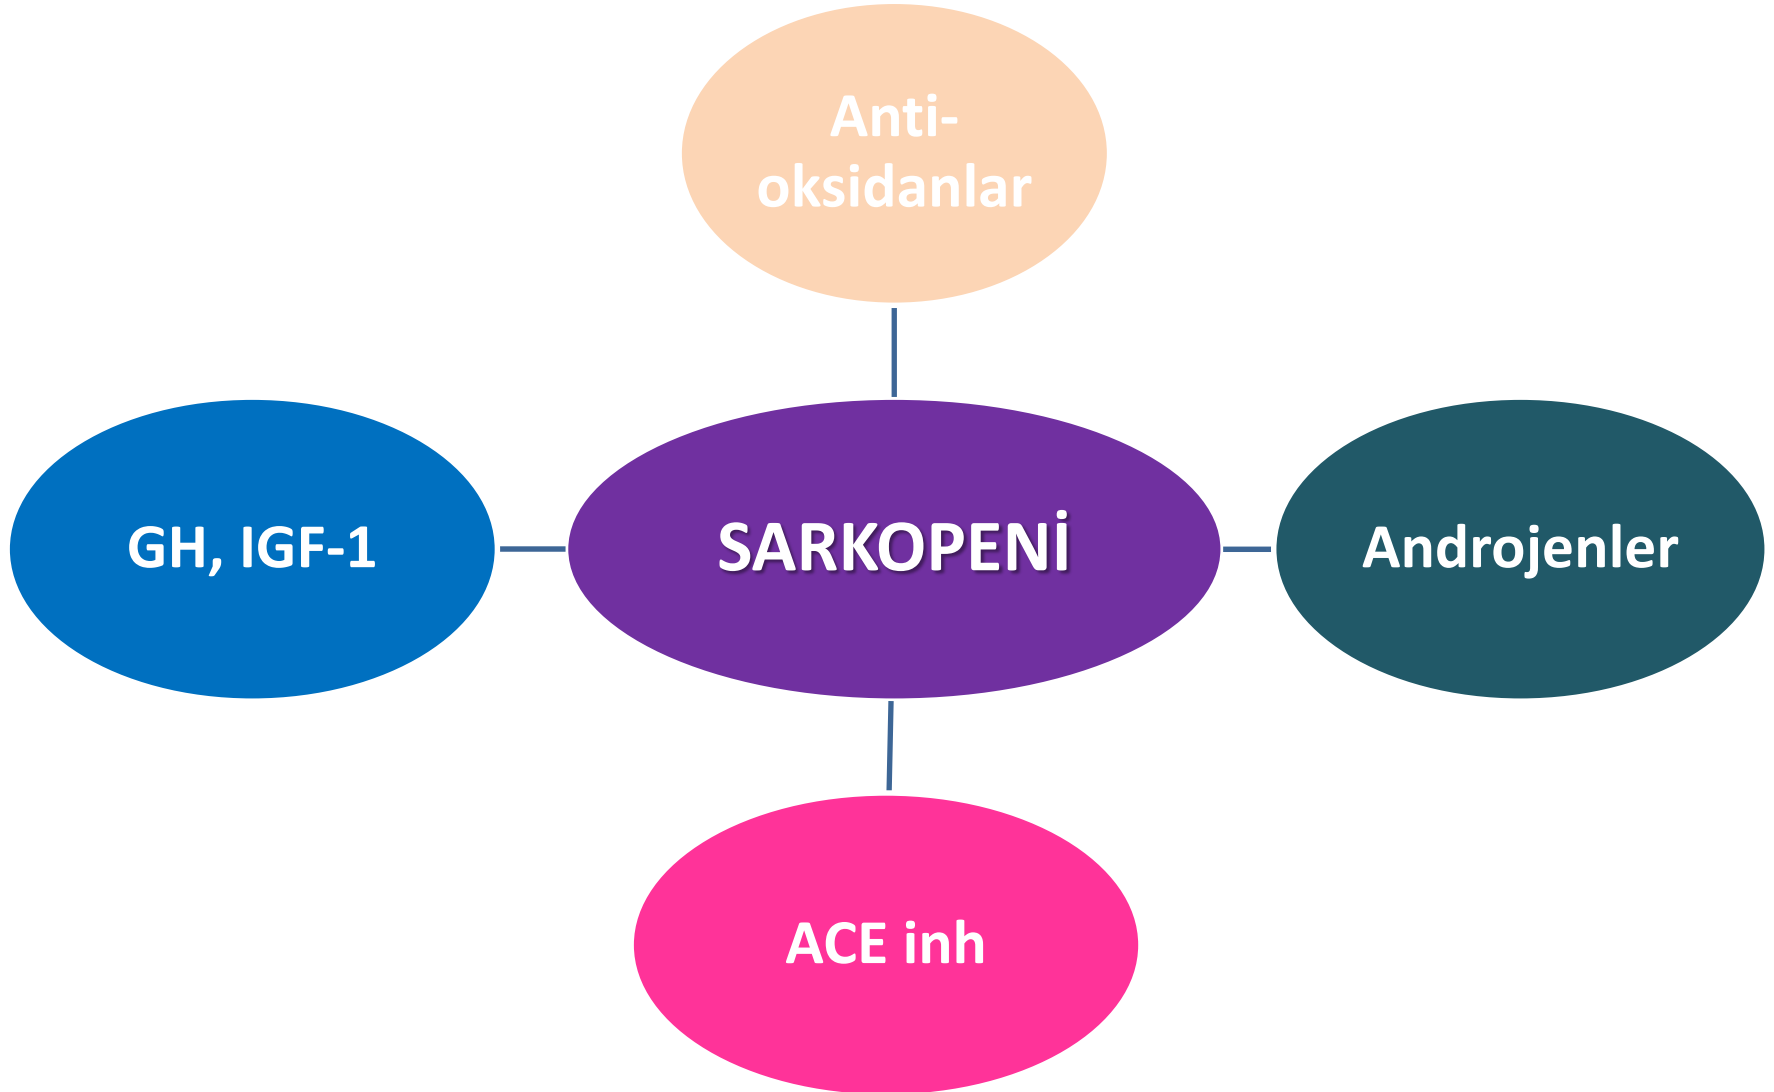 Anti-
oksidanlar
GH, IGF-1
SARKOPENİ
Androjenler
ACE inh